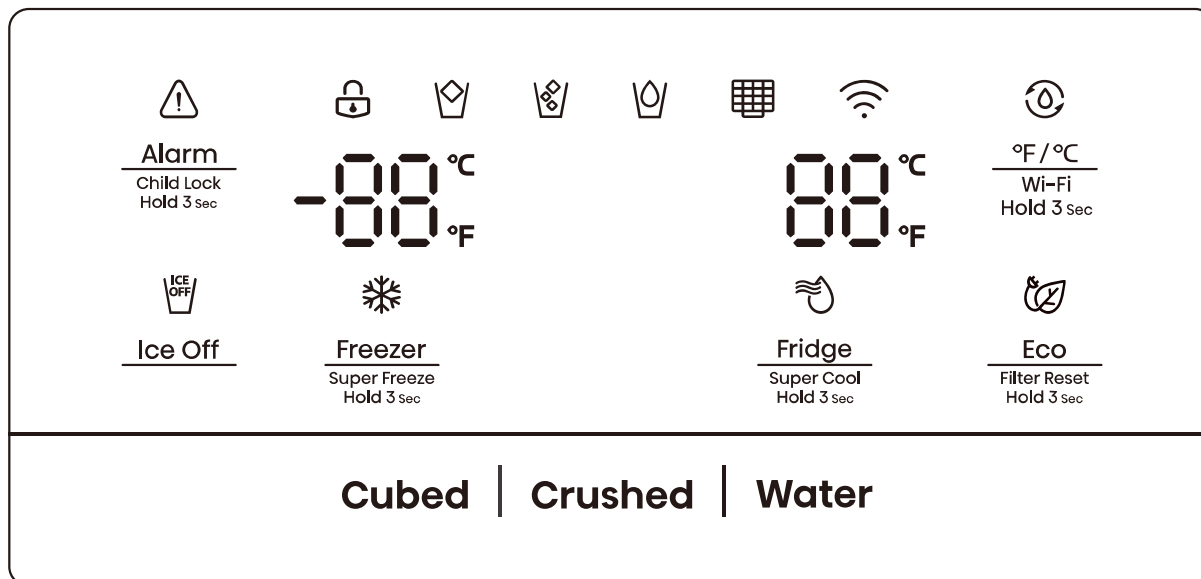 Alarm
Child Lock
Hold 3 Sec
-88 °C
°F
88 °C
°F
°F/°C
Wi-Fi
Hold 3 Sec
ICE
OFF
Ice Off
Freezer
Super Freeze
Hold 3 Sec
Fridge
Super Cool
Hold 3 Sec
Eco
Filter Reset
Hold 3 Sec
Cubed | Crushed | Water